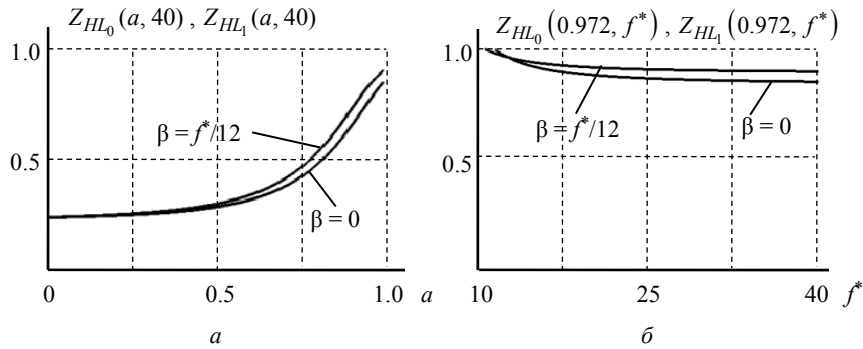 Z_{HL_0}(a, 40) , Z_{HL_1}(a, 40)
1.0
β = f*/12
0.5
β = 0
0 0.5 1.0 a
а
Z_{HL_0}(0.972, f*) , Z_{HL_1}(0.972, f*)
1.0
β = f*/12
β = 0
0.5
10 25 40 f*
б